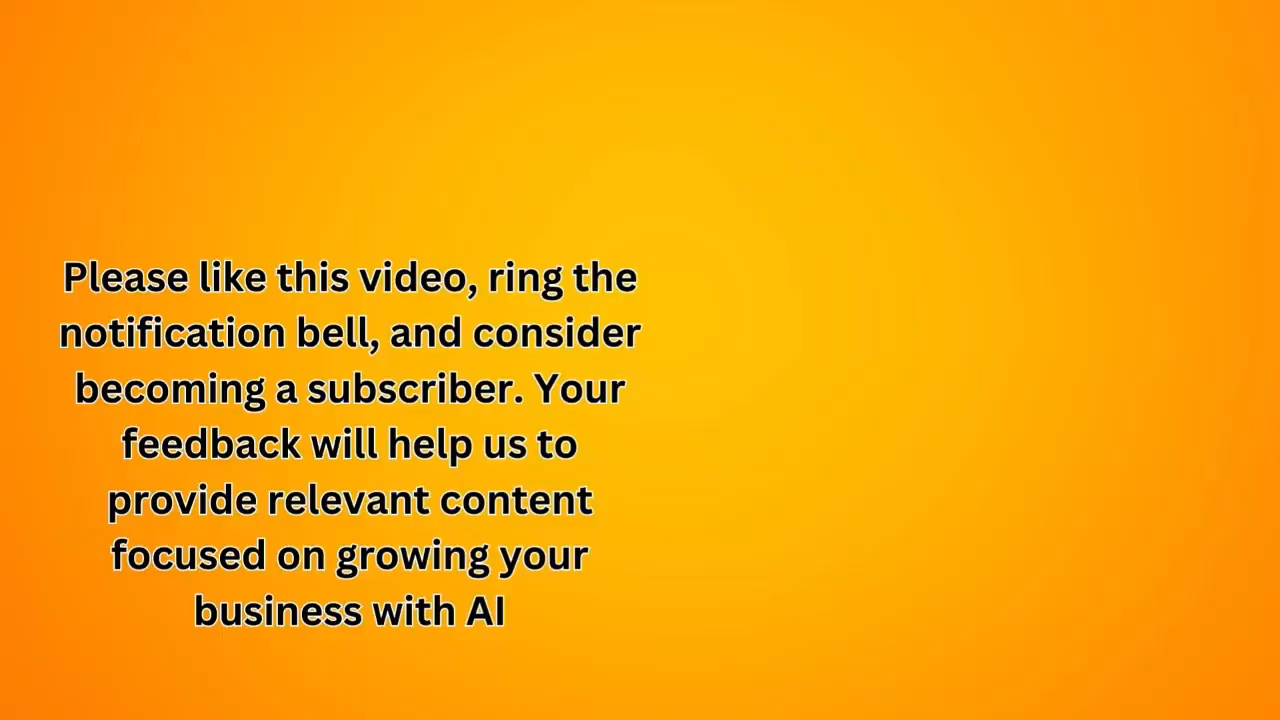 Please like this video, ring the
notification bell, and consider
becoming a subscriber. Your
feedback will help us to
provide relevant content
focused on growing your
business with AI